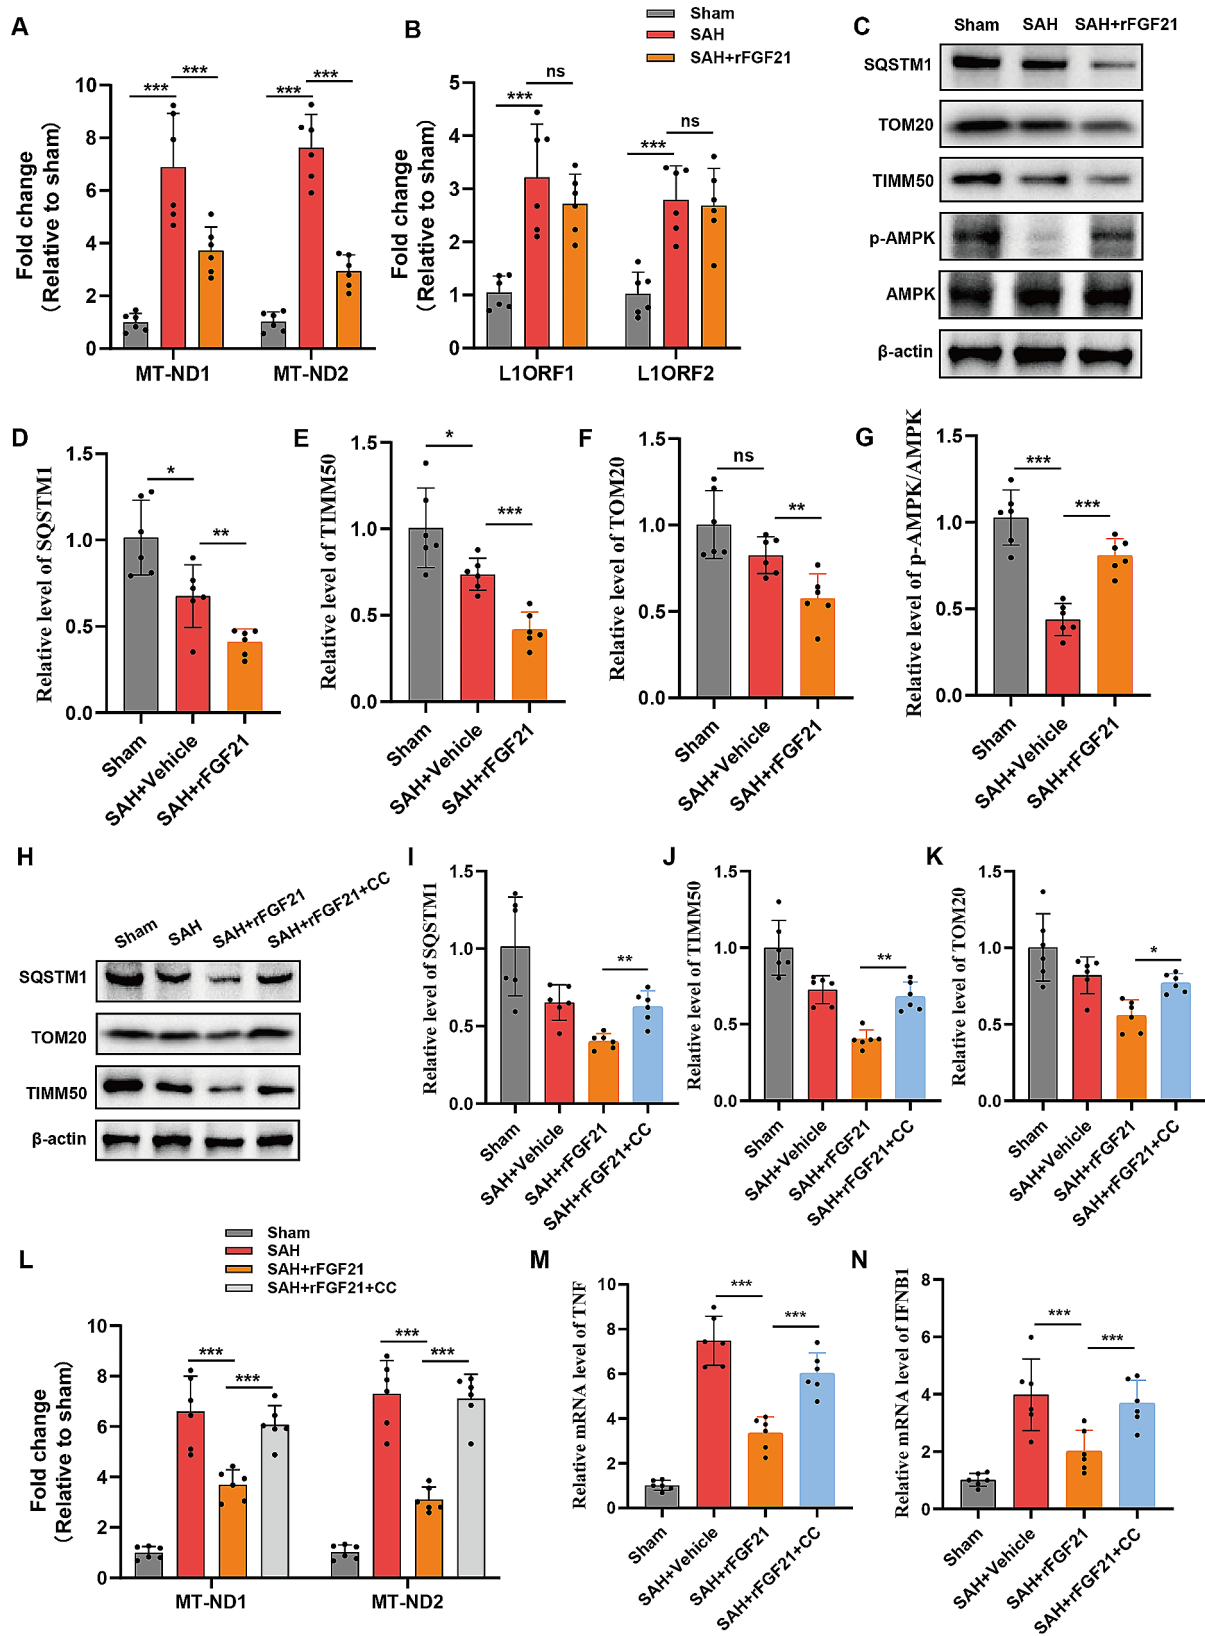 A
Fold change
(Relative to sham)
10
8
6
4
2
0
***
***
***
***
MT-ND1
MT-ND2
B
Sham
SAH
SAH+rFGF21
Fold change
(Relative to sham)
5
4
3
2
1
0
***
ns
***
ns
L1ORF1
L1ORF2
C
Sham
SAH
SAH+rFGF21
SQSTM1
TOM20
TIMM50
p-AMPK
AMPK
β-actin
D
Relative level of SQSTM1
1.5
1.0
0.5
0.0
*
**
Sham
SAH+Vehicle
SAH+rFGF21
E
Relative level of TIMM50
1.5
1.0
0.5
0.0
*
***
Sham
SAH+Vehicle
SAH+rFGF21
F
Relative level of TOM20
1.5
1.0
0.5
0.0
ns
**
Sham
SAH+Vehicle
SAH+rFGF21
G
Relative level of p-AMPK/AMPK
1.5
1.0
0.5
0.0
***
***
Sham
SAH+Vehicle
SAH+rFGF21
H
Sham
SAH
SAH+rFGF21
SAH+rFGF21+CC
SQSTM1
TOM20
TIMM50
β-actin
I
Relative level of SQSTM1
1.5
1.0
0.5
0.0
**
Sham
SAH+Vehicle
SAH+rFGF21
SAH+rFGF21+CC
J
Relative level of TIMM50
1.5
1.0
0.5
0.0
**
Sham
SAH+Vehicle
SAH+rFGF21
SAH+rFGF21+CC
K
Relative level of TOM20
1.5
1.0
0.5
0.0
*
Sham
SAH+Vehicle
SAH+rFGF21
SAH+rFGF21+CC
L
Sham
SAH
SAH+rFGF21
SAH+rFGF21+CC
Fold change
(Relative to sham)
10
8
6
4
2
0
***
***
***
***
MT-ND1
MT-ND2
M
Relative mRNA level of TNF
10
8
6
4
2
0
***
***
Sham
SAH+Vehicle
SAH+rFGF21
SAH+rFGF21+CC
N
Relative mRNA level of IFNB1
8
6
4
2
0
***
***
Sham
SAH+Vehicle
SAH+rFGF21
SAH+rFGF21+CC